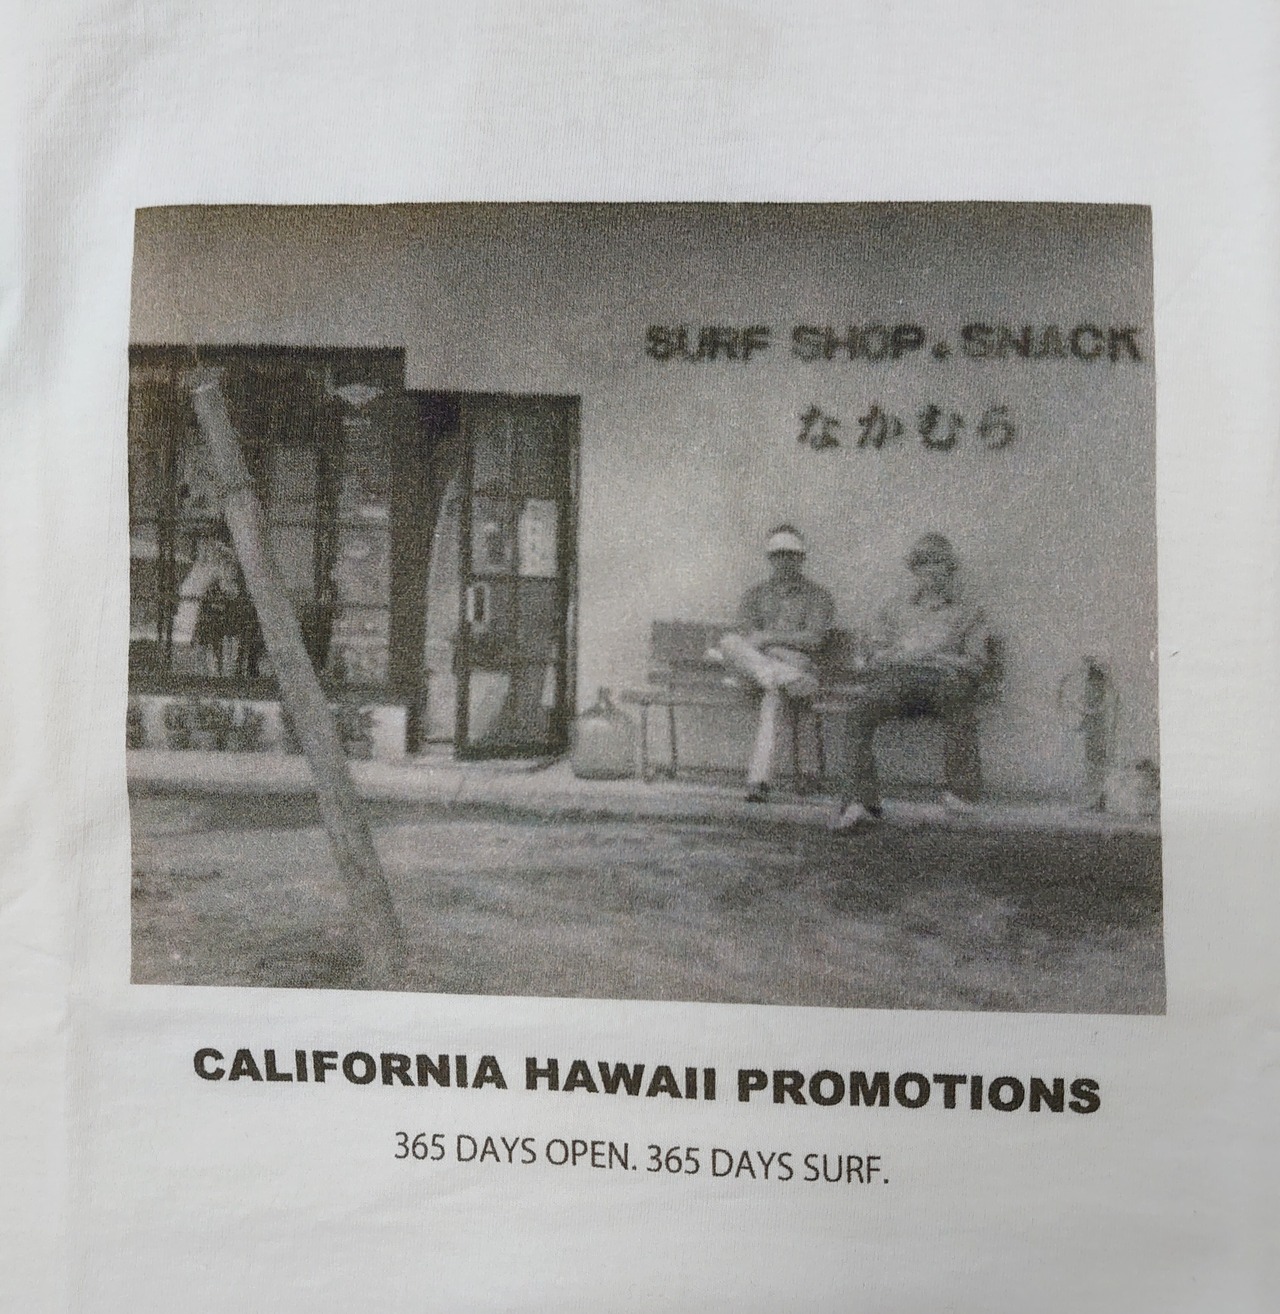 SURF SHOP.SNACK
なかむら
CALIFORNIA HAWAII PROMOTIONS
365 DAYS OPEN. 365 DAYS SURF.